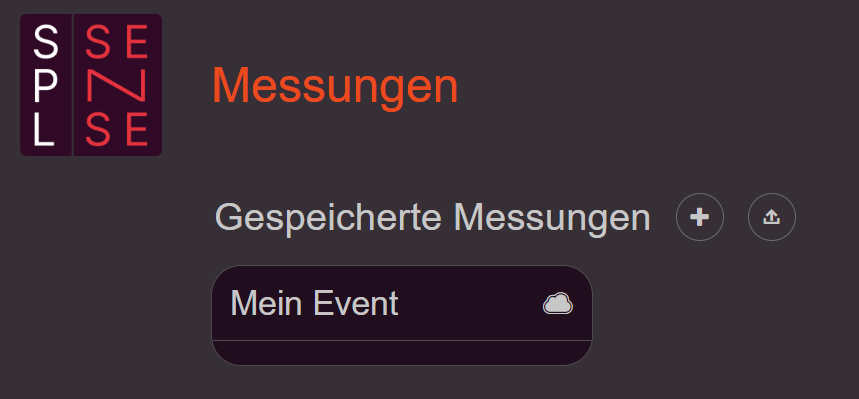 S SE
P N
L SE
Messungen
Gespeicherte Messungen
Mein Event